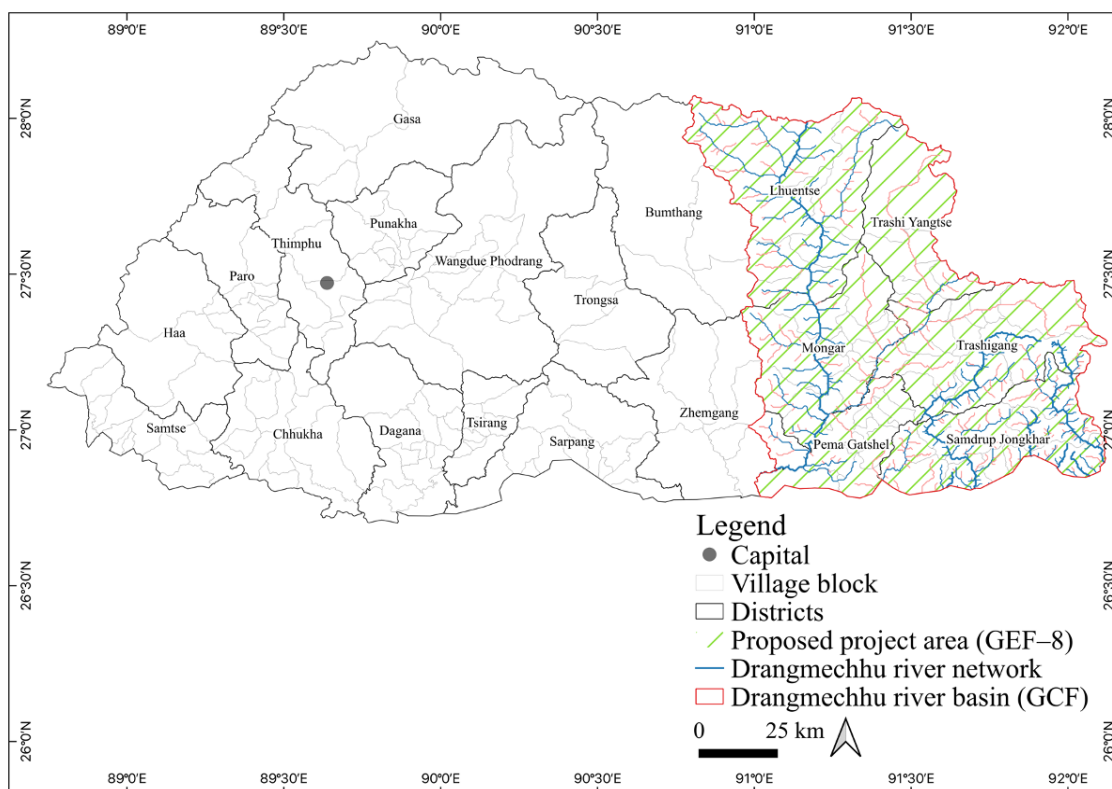 89°0′E 89°30′E 90°0′E 90°30′E 91°0′E 91°30′E 92°0′E
28°0′N
28°0′N
Gasa
Lhuentse
Bumthang
Punakha
Trashi Yangtse
Thimphu
Wangdue Phodrang
27°30′N
27°30′N
Paro
Trongsa
Haa
Mongar
Trashigang
Zhemgang
27°0′N
27°0′N
Samtse
Chhukha
Dagana
Tsirang
Sarpang
Pema Gatshel
Samdrup Jongkhar
Legend
Capital
Village block
Districts
Proposed project area (GEF–8)
Drangmechhu river network
Drangmechhu river basin (GCF)
0 25 km
26°30′N
26°30′N
26°0′N
26°0′N
89°0′E 89°30′E 90°0′E 90°30′E 91°0′E 91°30′E 92°0′E